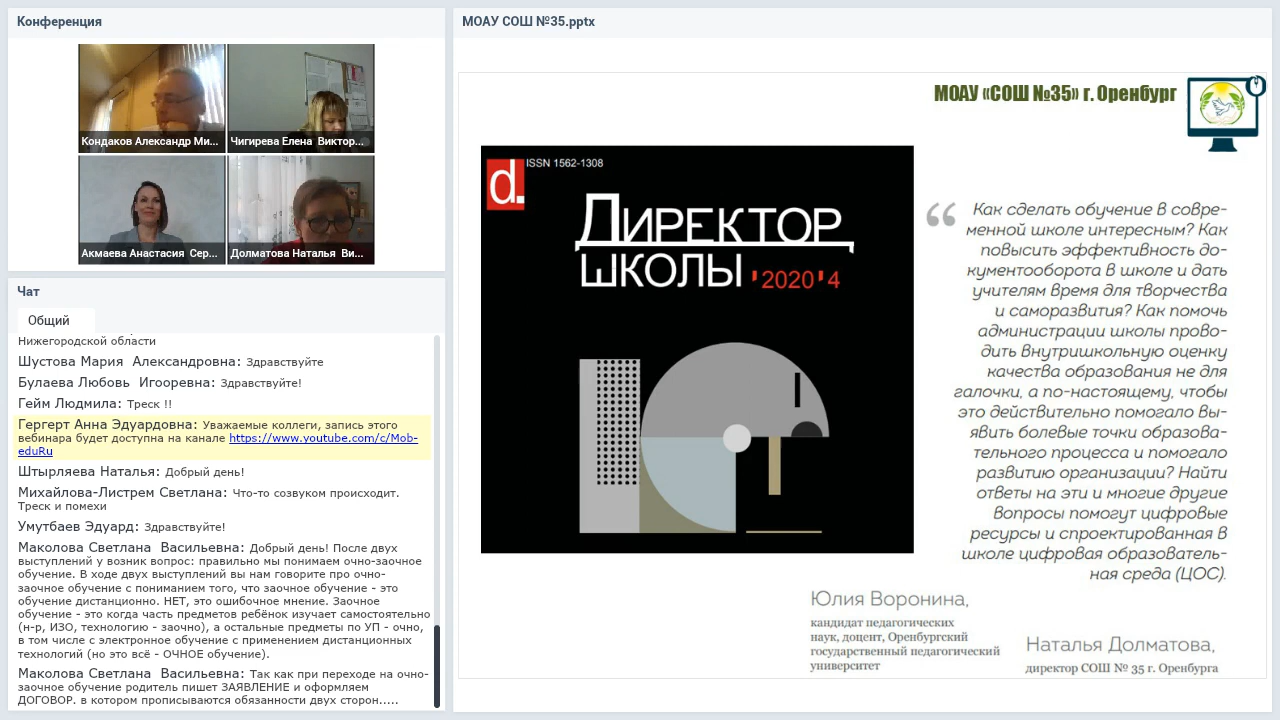 Конференция
Кондаков Александр Ми...
Чигирева Елена Виктор...
Акмаева Анастасия Сер...
Долматова Наталья Ви...
Чат
Общий
Нижегородской области
Шустова Мария Александровна: Здравствуйте
Булаева Любовь Игооревна: Здравствуйте!
Гейм Людмила: Треск !!
Гергерт Анна Эдуардовна: Уважаемые коллеги, запись этого
вебинара будет доступна на канале https://www.youtube.com/c/Mob-
eduRu
Штырляева Наталья: Добрый день!
Михайлова-Листрем Светлана: Что-то созвуком происходит.
Треск и помехи
Умутбаев Эдуард: Здравствуйте!
Маколова Светлана Васильевна: Добрый день! После двух
выступлений у возник вопрос: правильно мы понимаем очно-заочное
обучение. В ходе двух выступлений вы нам говорите про очно-
заочное обучение с пониманием того, что заочное обучение - это
обучение дистанционно. НЕТ, это ошибочное мнение. Заочное
обучение - это когда часть предметов ребёнок изучает самостоятельно
(н-р, ИЗО, технологию - заочно), а остальные предметы по УП - очно,
в том числе с электронное обучение с применением дистанционных
технологий (но это всё - ОЧНОЕ обучение).
Маколова Светлана Васильевна: Так как при переходе на очно-
заочное обучение родитель пишет ЗАЯВЛЕНИЕ и оформляем
ДОГОВОР. в котором прописываются обязанности двух сторон.....
МОАУ СОШ №35.pptx
МОАУ «СОШ №35» г. Оренбург
d.
ISSN 1562-1308
ДИРЕКТОР
ШКОЛЫ '2020'4
“ Как сделать обучение в совре-
менной школе интересным? Как
повысить эффективность до-
кументооборота в школе и дать
учителям время для творчества
и саморазвития? Как помочь
администрации школы прово-
дить внутришкольную оценку
качества образования не для
галочки, а по-настоящему, чтобы
это действительно помогало вы-
явить болевые точки образова-
тельного процесса и помогало
развитию организации? Найти
ответы на эти и многие другие
вопросы помогут цифровые
ресурсы и спроектированная в
школе цифровая образователь-
ная среда (ЦОС).
Юлия Воронина,
кандидат педагогических
наук, доцент, Оренбургский
государственный педагогический
университет
Наталья Долматова,
директор СОШ № 35 г. Оренбурга